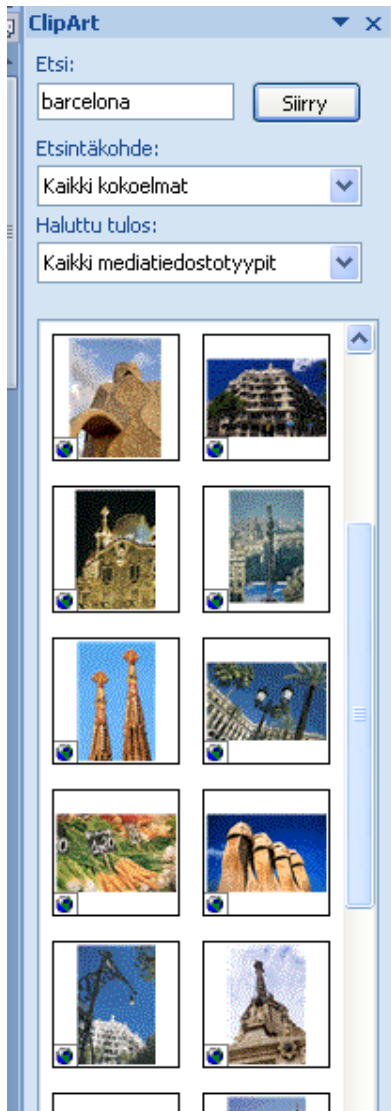 ClipArt
Etsi:
barcelona
Siirry
Etsintäkohde:
Kaikki kokoelmat
Haluttu tulos:
Kaikki mediatiedostotyypit